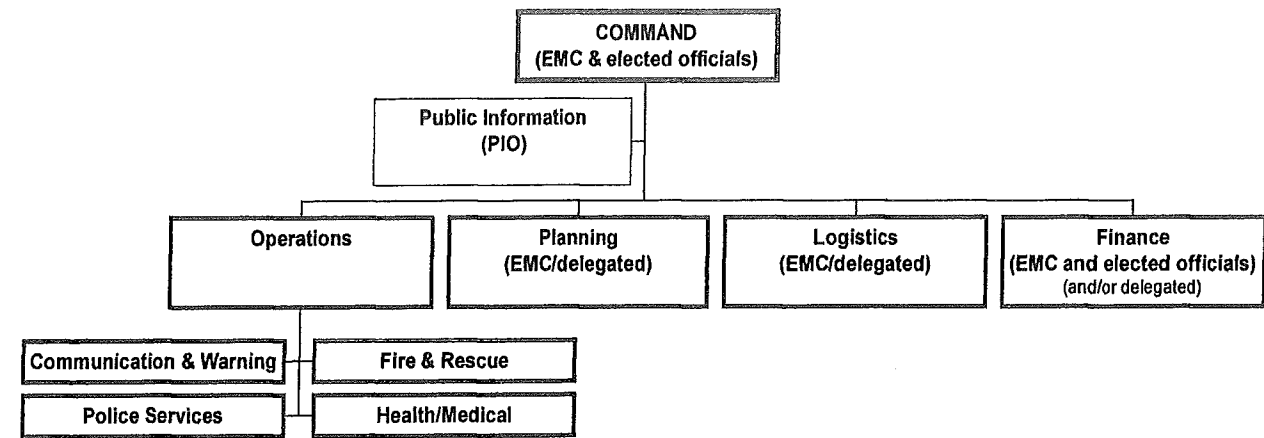 COMMAND
(EMC & elected officials)
Public Information
(PIO)
Operations
Planning
(EMC/delegated)
Logistics
(EMC/delegated)
Finance
(EMC and elected officials)
(and/or delegated)
Communication & Warning
Fire & Rescue
Police Services
Health/Medical